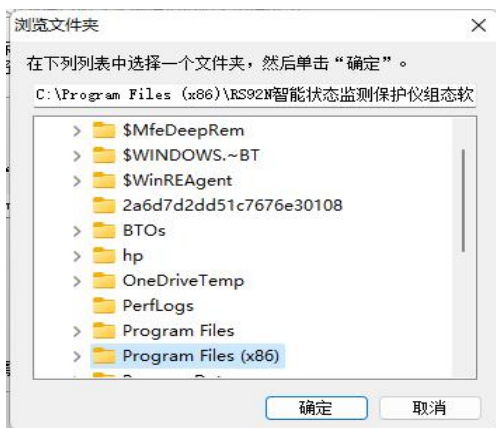 浏览文件夹
在下列列表中选择一个文件夹，然后单击“确定”。
C:\Program Files (x86)\RS92N智能状态监测保护仪组态软
$MfeDeepRem
$WINDOWS.~BT
$WinREAgent
2a6d7d2dd51c7676e30108
BTOs
hp
OneDriveTemp
PerfLogs
Program Files
Program Files (x86)
确定 取消